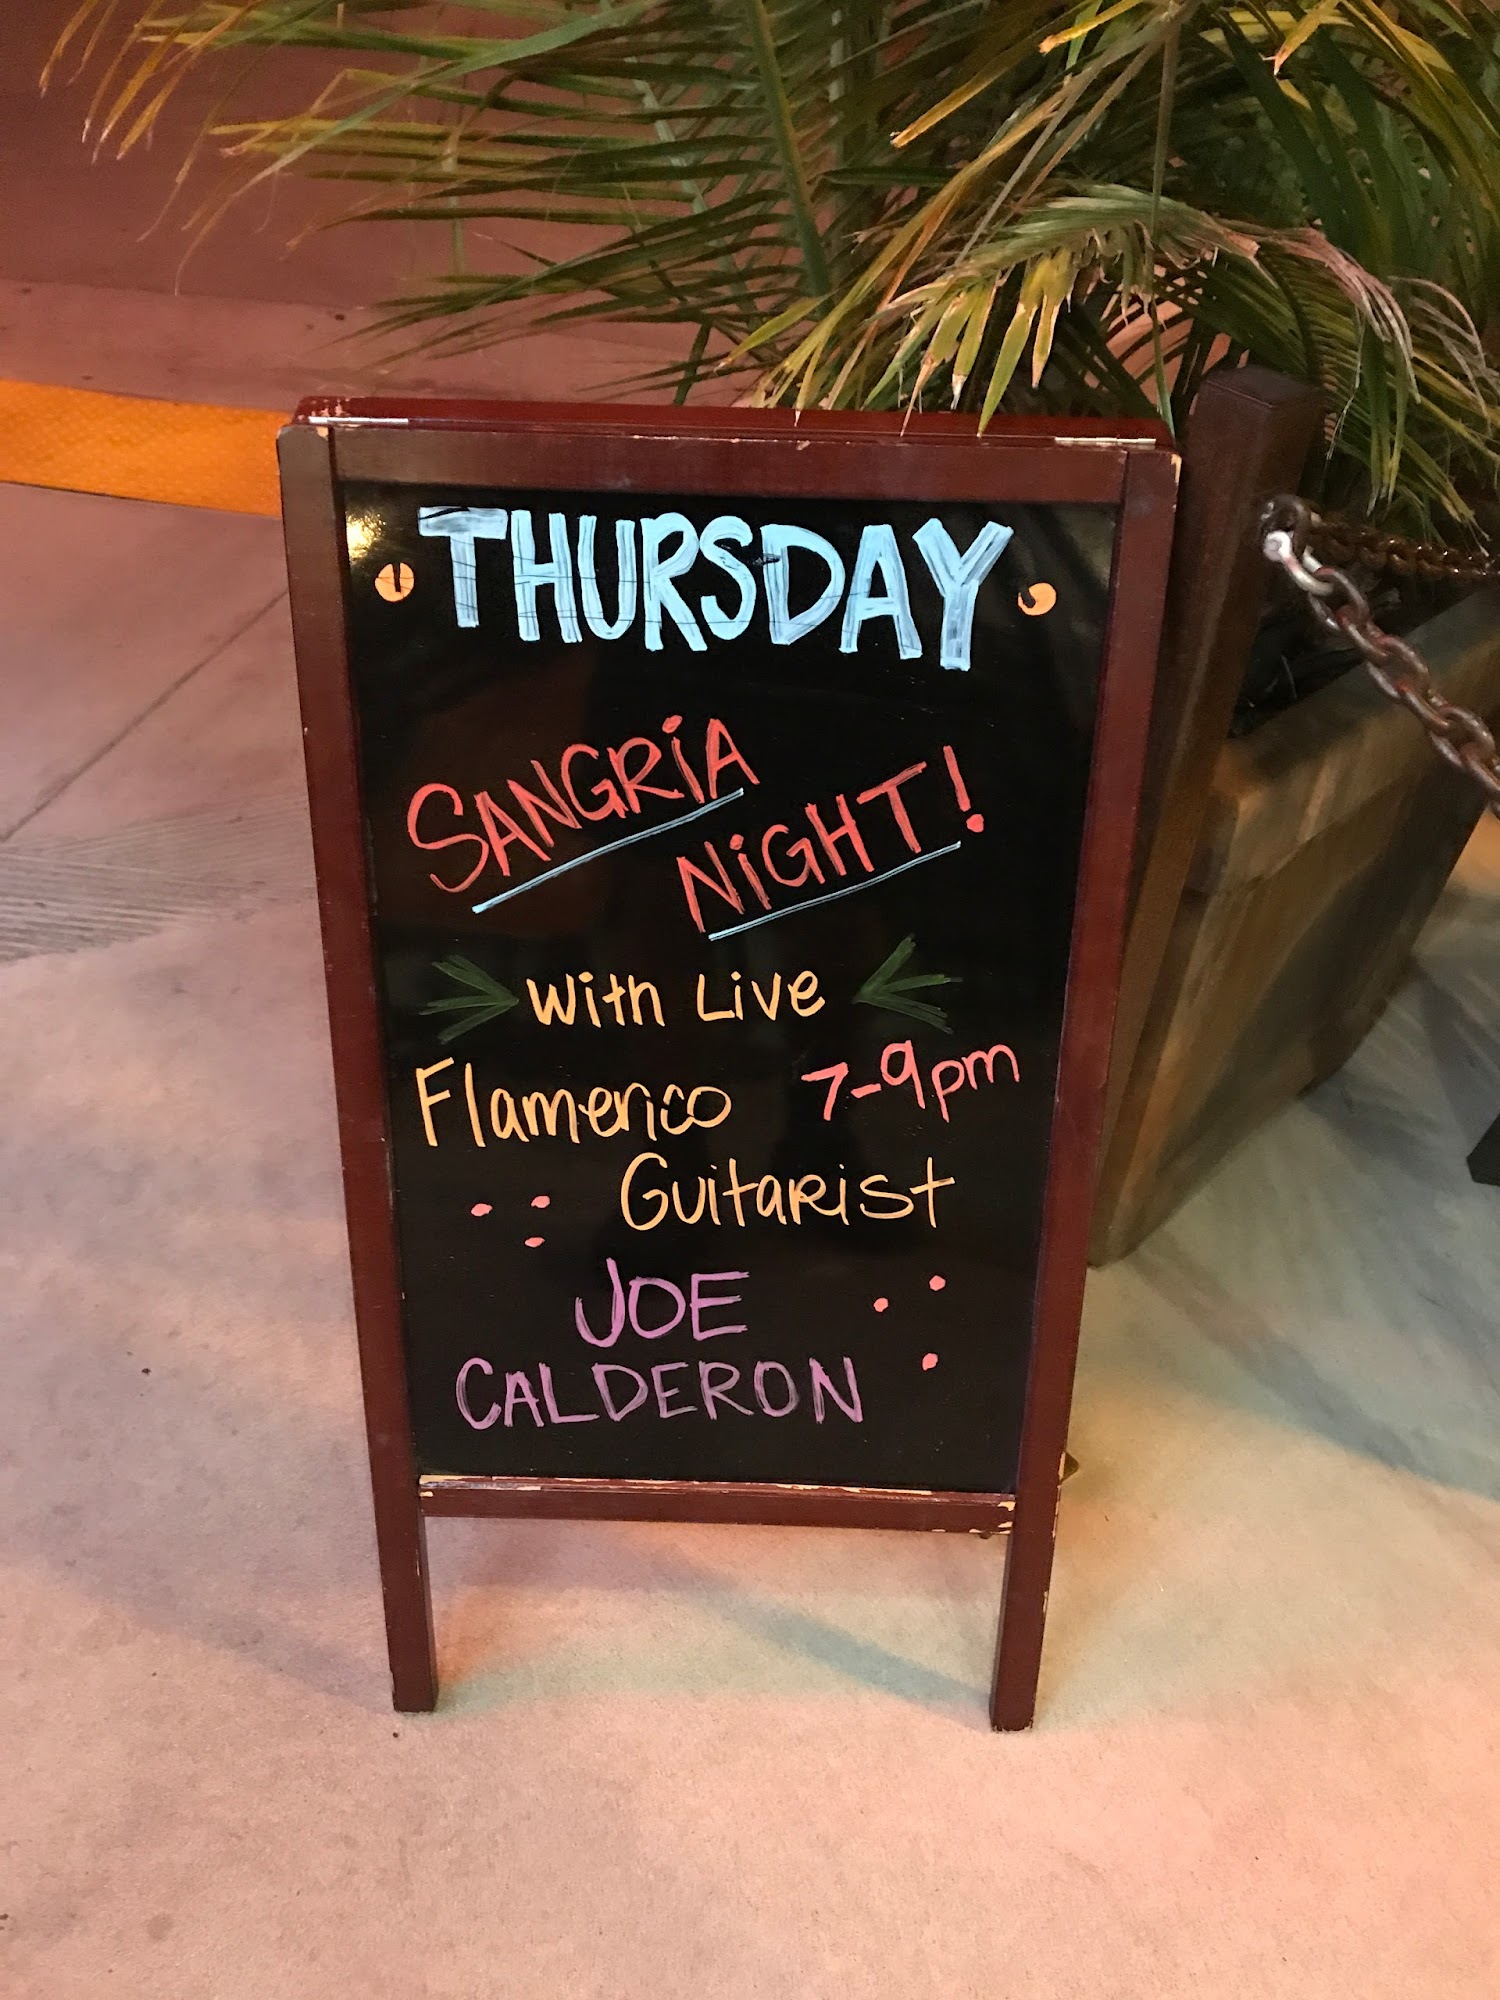 THURSDAY
SANGRiA
NiGHT!
With Live
Flamenco 7-9pm
Guitarist
JOE
CALDERON